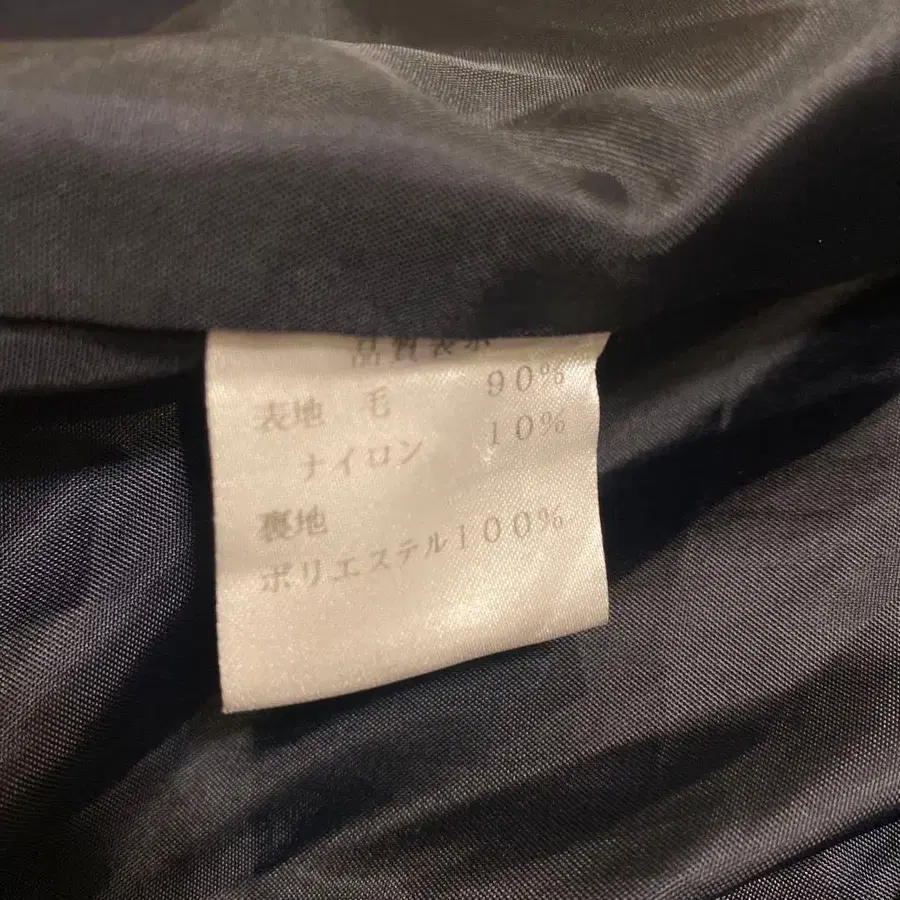 品質表示
表地 毛 90%
ナイロン 10%
裏地
ポリエステル100%